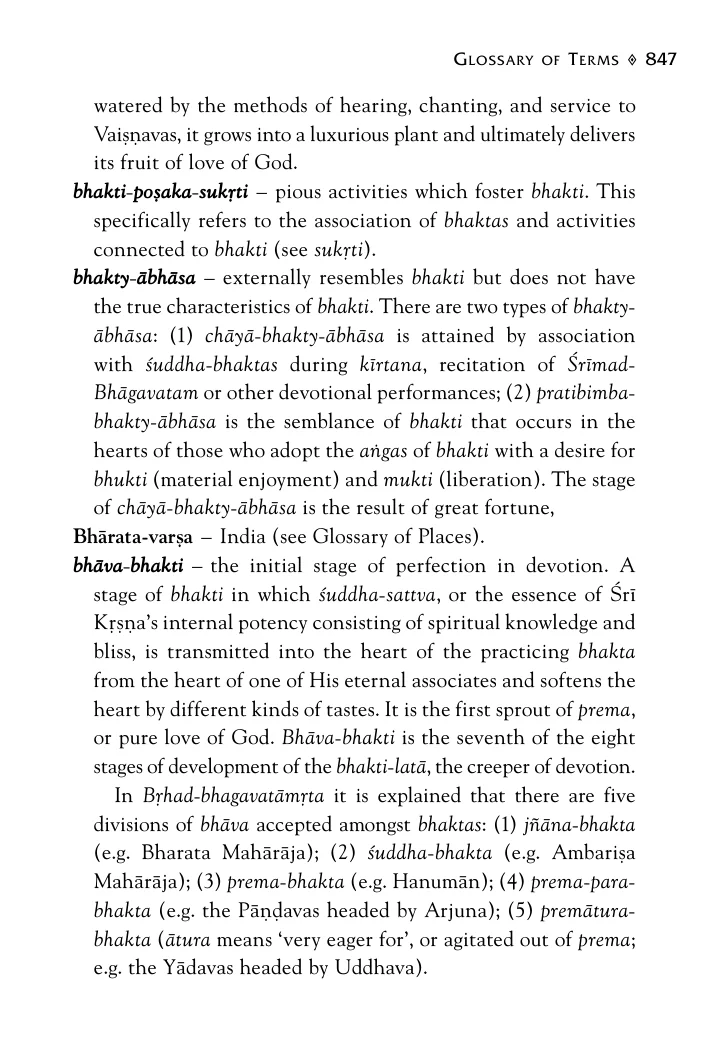 GLOSSARY OF TERMS ◊ 847
watered by the methods of hearing, chanting, and service to
Vaiṣṇavas, it grows into a luxurious plant and ultimately delivers
its fruit of love of God.
bhakti-poṣaka-sukṛti – pious activities which foster bhakti. This
specifically refers to the association of bhaktas and activities
connected to bhakti (see sukṛti).
bhakty-ābhāsa – externally resembles bhakti but does not have
the true characteristics of bhakti. There are two types of bhakty-
ābhāsa: (1) chāyā-bhakty-ābhāsa is attained by association
with śuddha-bhaktas during kīrtana, recitation of Śrīmad-
Bhāgavatam or other devotional performances; (2) pratibimba-
bhakty-ābhāsa is the semblance of bhakti that occurs in the
hearts of those who adopt the aṅgas of bhakti with a desire for
bhukti (material enjoyment) and mukti (liberation). The stage
of chāyā-bhakty-ābhāsa is the result of great fortune,
Bhārata-varṣa – India (see Glossary of Places).
bhāva-bhakti – the initial stage of perfection in devotion. A
stage of bhakti in which śuddha-sattva, or the essence of Śrī
Kṛṣṇa's internal potency consisting of spiritual knowledge and
bliss, is transmitted into the heart of the practicing bhakta
from the heart of one of His eternal associates and softens the
heart by different kinds of tastes. It is the first sprout of prema,
or pure love of God. Bhāva-bhakti is the seventh of the eight
stages of development of the bhakti-latā, the creeper of devotion.
In Bṛhad-bhagavatāmṛta it is explained that there are five
divisions of bhāva accepted amongst bhaktas: (1) jñāna-bhakta
(e.g. Bharata Mahārāja); (2) śuddha-bhakta (e.g. Ambariṣa
Mahārāja); (3) prema-bhakta (e.g. Hanumān); (4) prema-para-
bhakta (e.g. the Pāṇḍavas headed by Arjuna); (5) premātura-
bhakta (ātura means 'very eager for', or agitated out of prema;
e.g. the Yādavas headed by Uddhava).